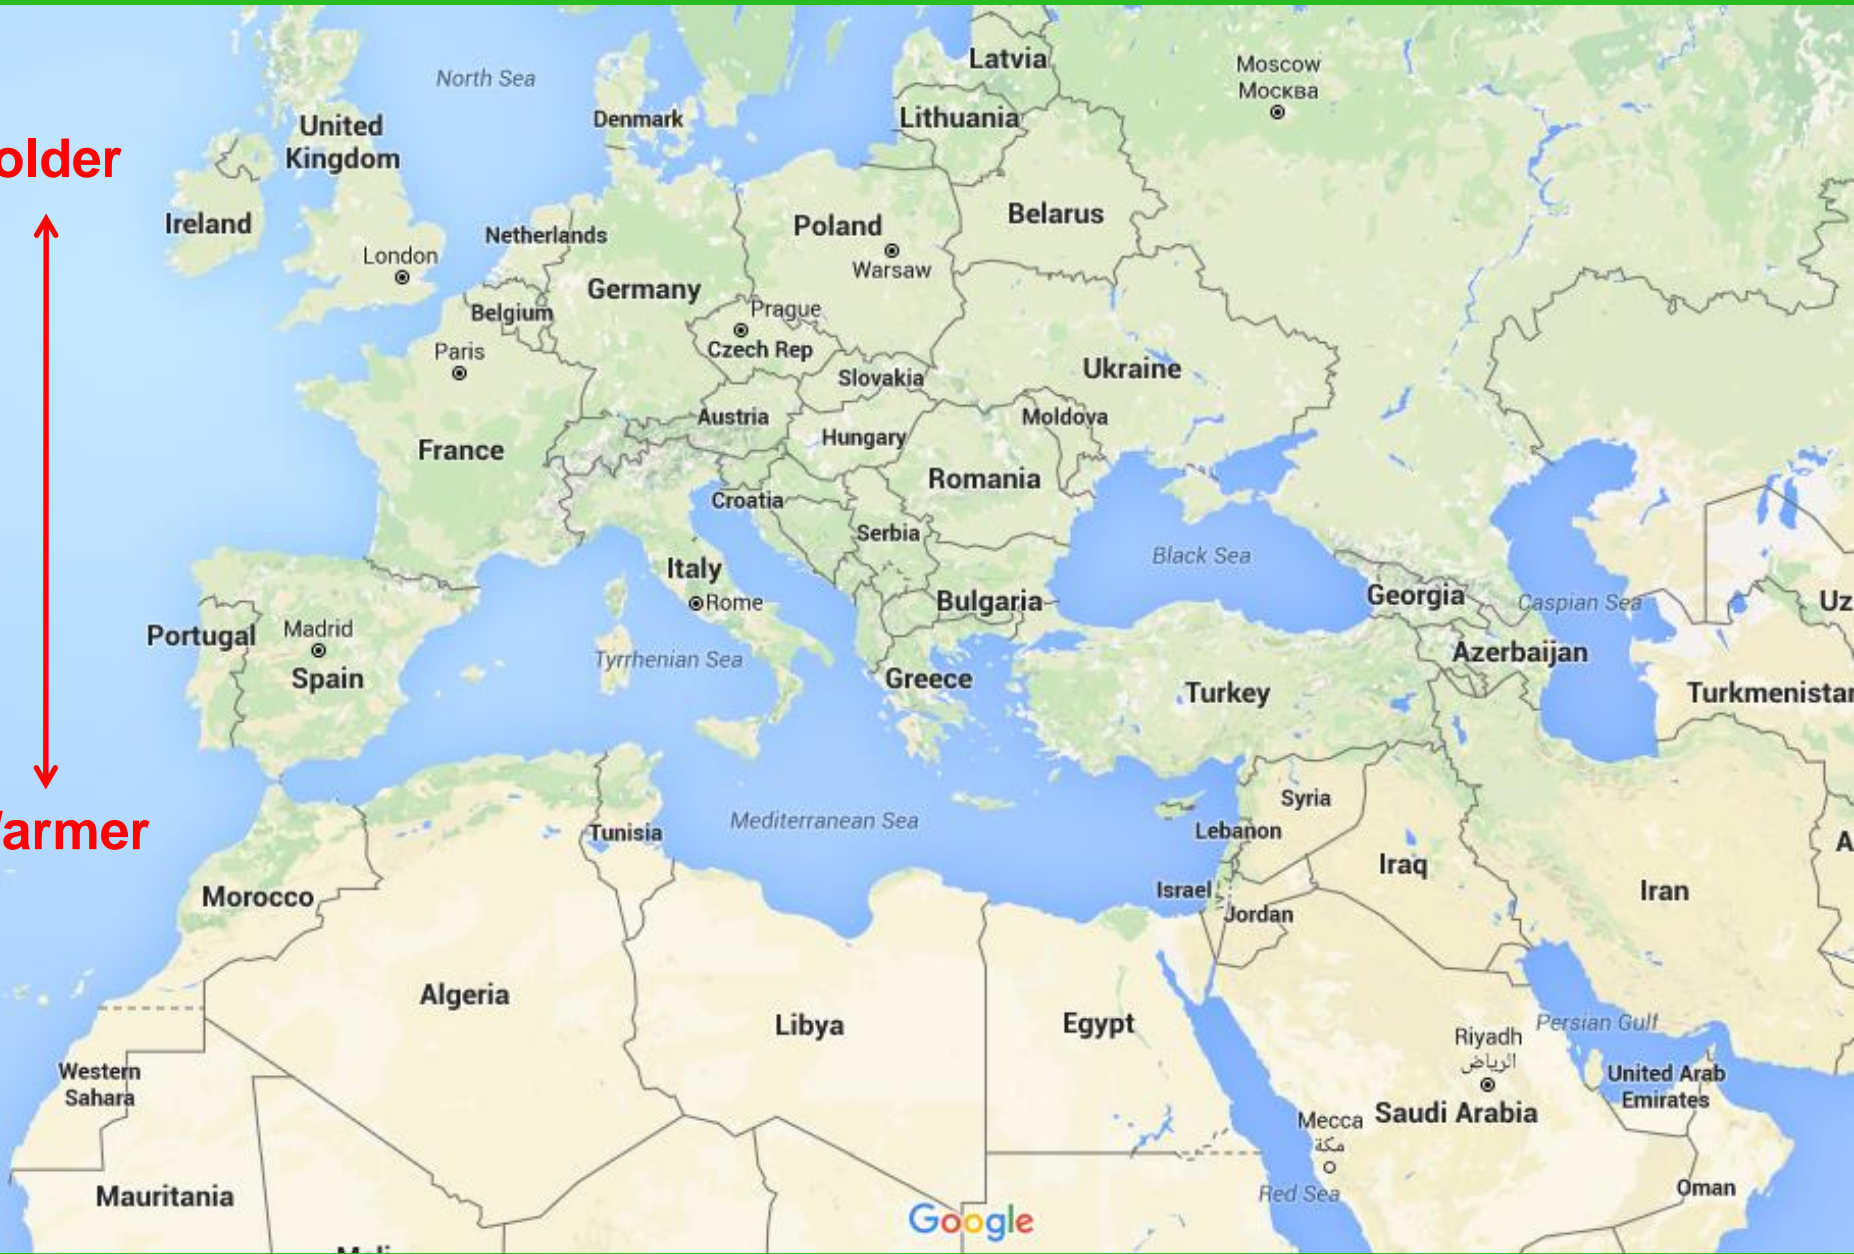 Latvia
Moscow
Москва
North Sea
Denmark
Lithuania
United
Kingdom
older
Ireland
Netherlands
Poland
Belarus
London
Warsaw
Germany
Belgium
Prague
Czech Rep
Paris
Slovakia
Ukraine
Austria
Moldova
Hungary
France
Romania
Croatia
Serbia
Black Sea
Italy
Rome
Bulgaria
Georgia
Caspian Sea
Uz
Portugal
Madrid
Spain
Tyrrhenian Sea
Greece
Azerbaijan
Turkey
Turkmenistan
Syria
Mediterranean Sea
Tunisia
Lebanon
Warmer
A
Iraq
Iran
Israel
Jordan
Morocco
Algeria
Libya
Egypt
Persian Gulf
Riyadh
الرياض
Western
Sahara
United Arab
Emirates
Saudi Arabia
Mecca
مكة
Red Sea
Oman
Mauritania
Google
Mali